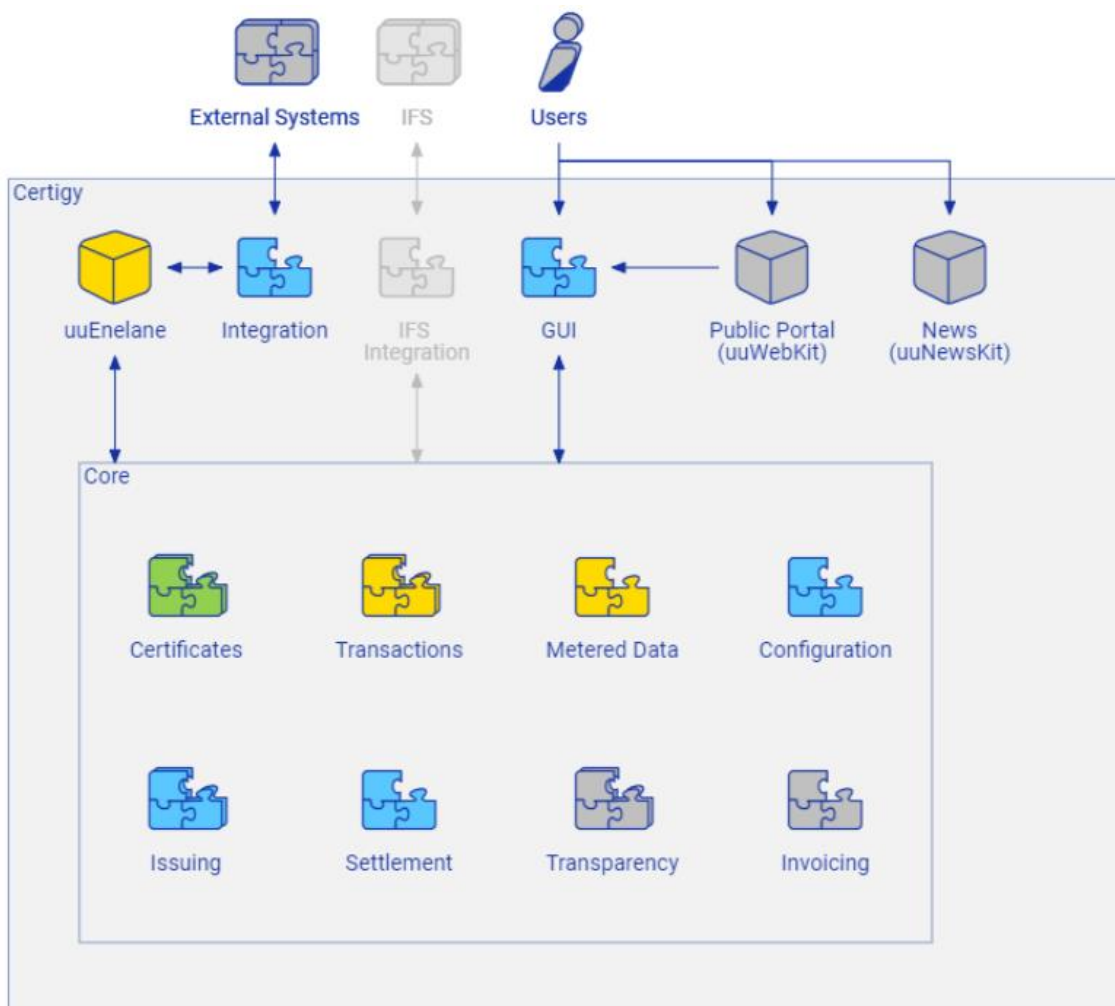 External Systems
IFS
Users
Certigy
uuEnelane
Integration
IFS
Integration
GUI
Public Portal
(uuWebKit)
News
(uuNewsKit)
Core
Certificates
Transactions
Metered Data
Configuration
Issuing
Settlement
Transparency
Invoicing